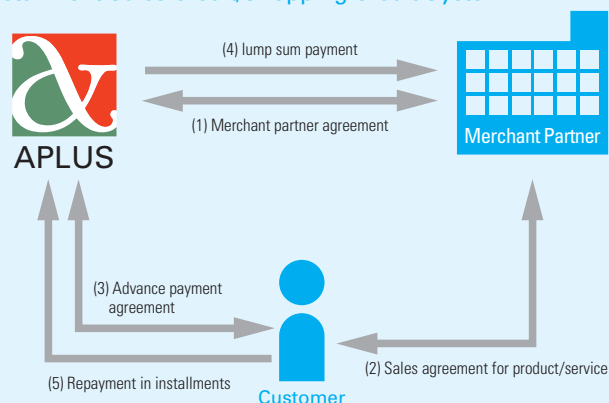 (4) lump sum payment
(1) Merchant partner agreement
Merchant Partner
APLUS
(3) Advance payment
agreement
(2) Sales agreement for product/service
(5) Repayment in installments
Customer